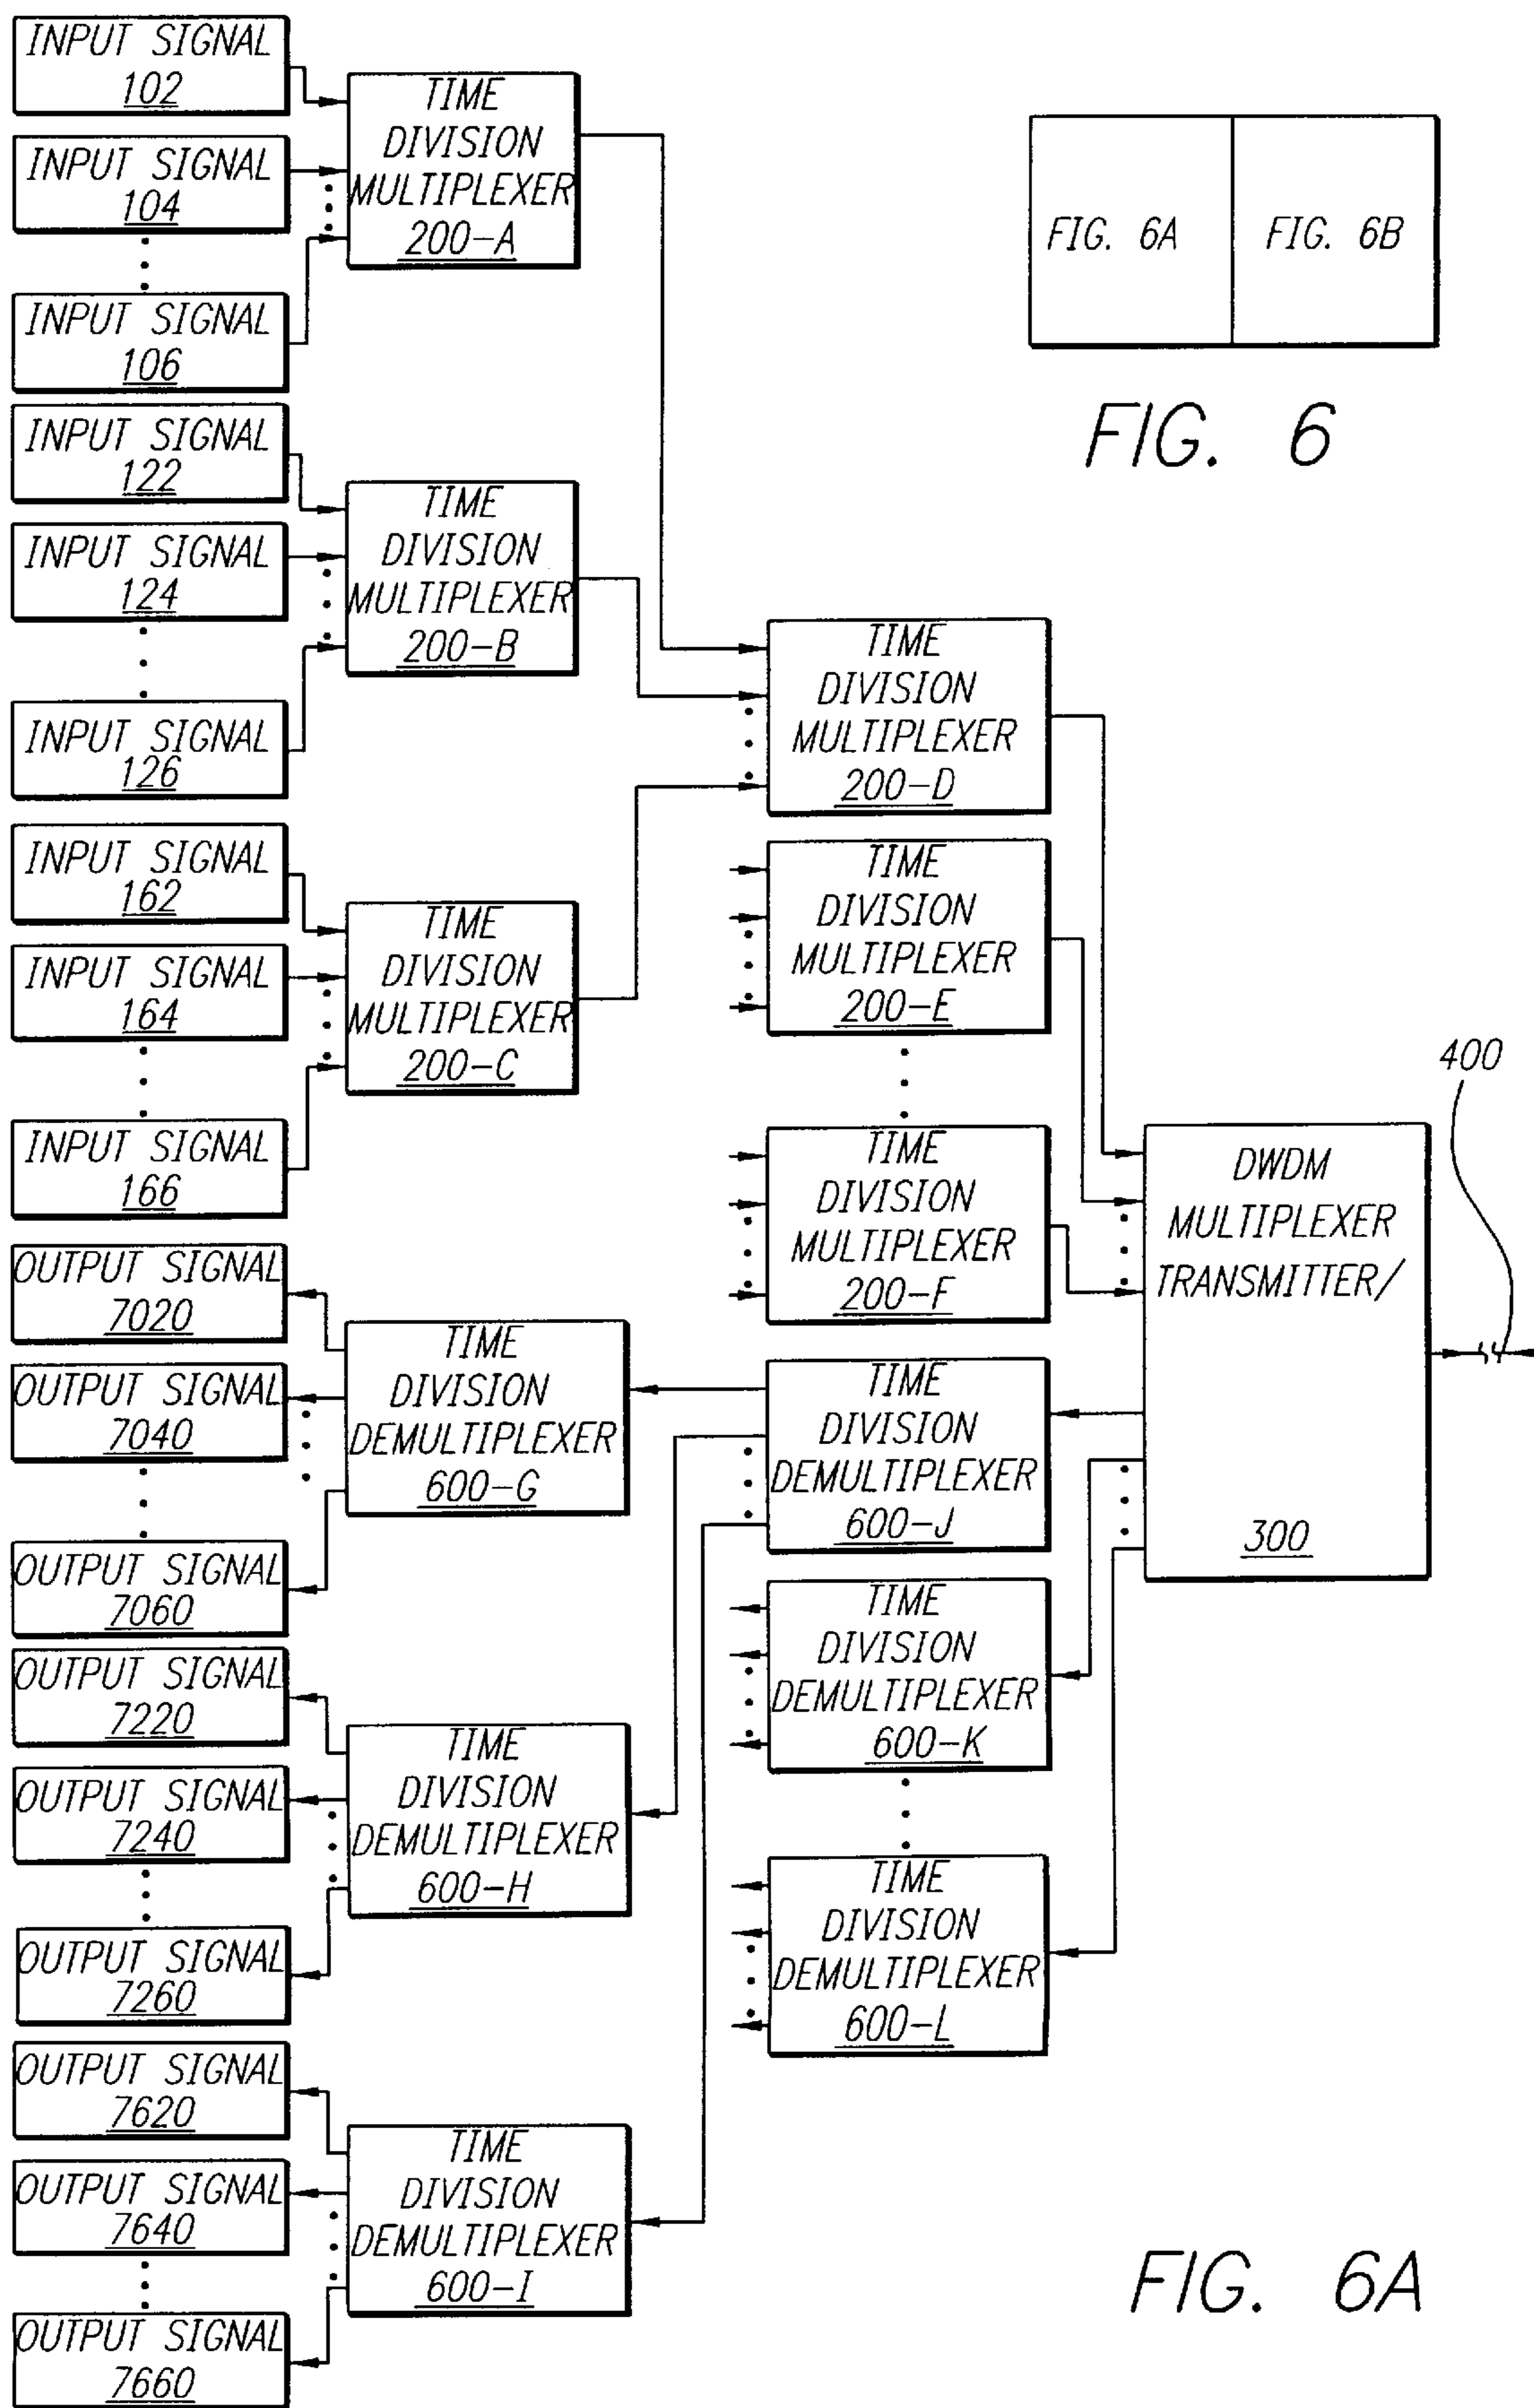 INPUT SIGNAL
102
INPUT SIGNAL
104
INPUT SIGNAL
106
INPUT SIGNAL
122
INPUT SIGNAL
124
INPUT SIGNAL
126
INPUT SIGNAL
162
INPUT SIGNAL
164
INPUT SIGNAL
166
OUTPUT SIGNAL
7020
OUTPUT SIGNAL
7040
OUTPUT SIGNAL
7060
OUTPUT SIGNAL
7220
OUTPUT SIGNAL
7240
OUTPUT SIGNAL
7260
OUTPUT SIGNAL
7620
OUTPUT SIGNAL
7640
OUTPUT SIGNAL
7660
TIME
DIVISION
MULTIPLEXER
200-A
TIME
DIVISION
MULTIPLEXER
200-B
TIME
DIVISION
MULTIPLEXER
200-C
TIME
DIVISION
DEMULTIPLEXER
600-G
TIME
DIVISION
DEMULTIPLEXER
600-H
TIME
DIVISION
DEMULTIPLEXER
600-I
TIME
DIVISION
MULTIPLEXER
200-D
TIME
DIVISION
MULTIPLEXER
200-E
TIME
DIVISION
MULTIPLEXER
200-F
TIME
DIVISION
DEMULTIPLEXER
600-J
TIME
DIVISION
DEMULTIPLEXER
600-K
TIME
DIVISION
DEMULTIPLEXER
600-L
FIG. 6A
FIG. 6B
FIG. 6
400
DWDM
MULTIPLEXER
TRANSMITTER/
300
FIG. 6A